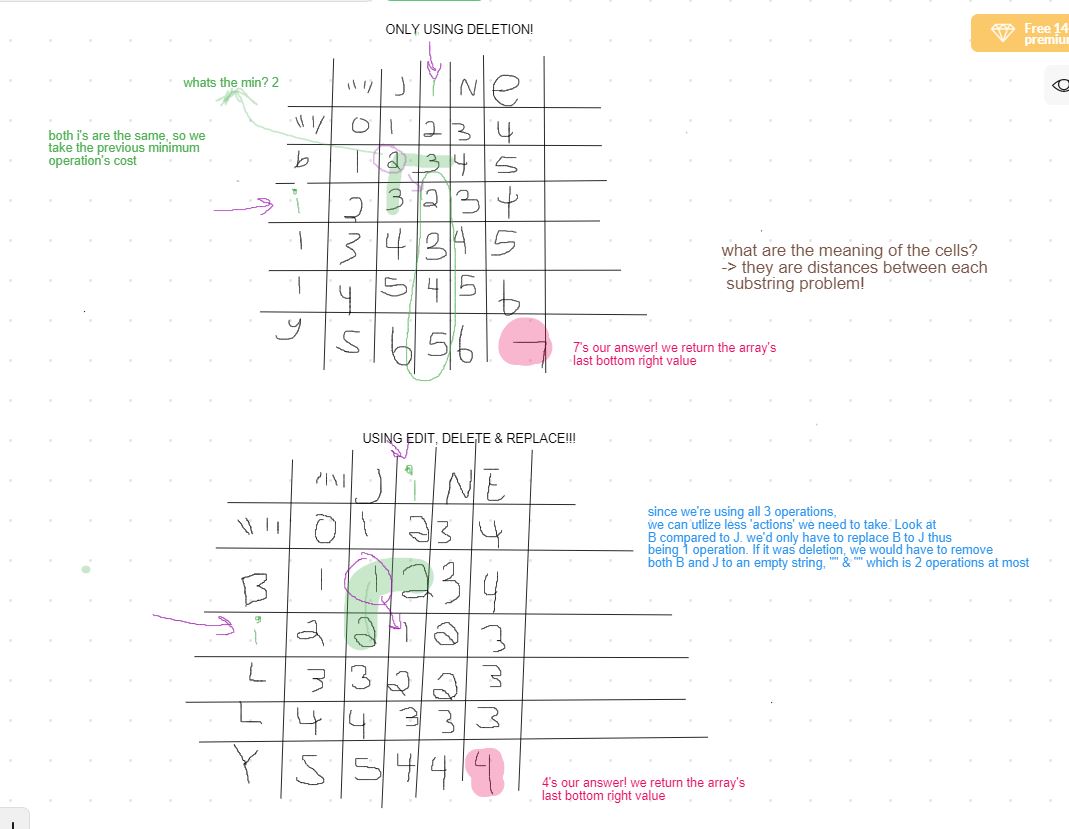 ONLY USING DELETION!
Free 14
premiu
whats the min? 2
both i's are the same, so we
take the previous minimum
operation's cost
"" J i N e
"" 0 1 2 3 4
b 1 2 3 4 5
i 2 3 2 3 4
l 3 4 3 4 5
l 4 5 4 5 6
y 5 6 5 6 7
what are the meaning of the cells?
-> they are distances between each
substring problem!
7's our answer! we return the array's
last bottom right value
USING EDIT, DELETE & REPLACE!!!
"" J i N E
"" 0 1 2 3 4
B 1 1 2 3 4
i 2 2 1 2 3
L 3 3 2 2 3
L 4 4 3 3 3
Y 5 5 4 4 4
since we're using all 3 operations,
we can utlize less 'actions' we need to take. Look at
B compared to J. we'd only have to replace B to J thus
being 1 operation. If it was deletion, we would have to remove
both B and J to an empty string, "" & "" which is 2 operations at most
4's our answer! we return the array's
last bottom right value